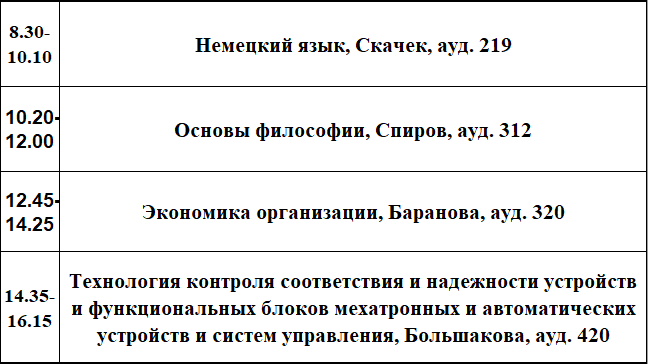 8.30-
10.10
Немецкий язык, Скачек, ауд. 219
10.20-
12.00
Основы философии, Спиров, ауд. 312
12.45-
14.25
Экономика организации, Баранова, ауд. 320
14.35-
16.15
Технология контроля соответствия и надежности устройств
и функциональных блоков мехатронных и автоматических
устройств и систем управления, Большакова, ауд. 420